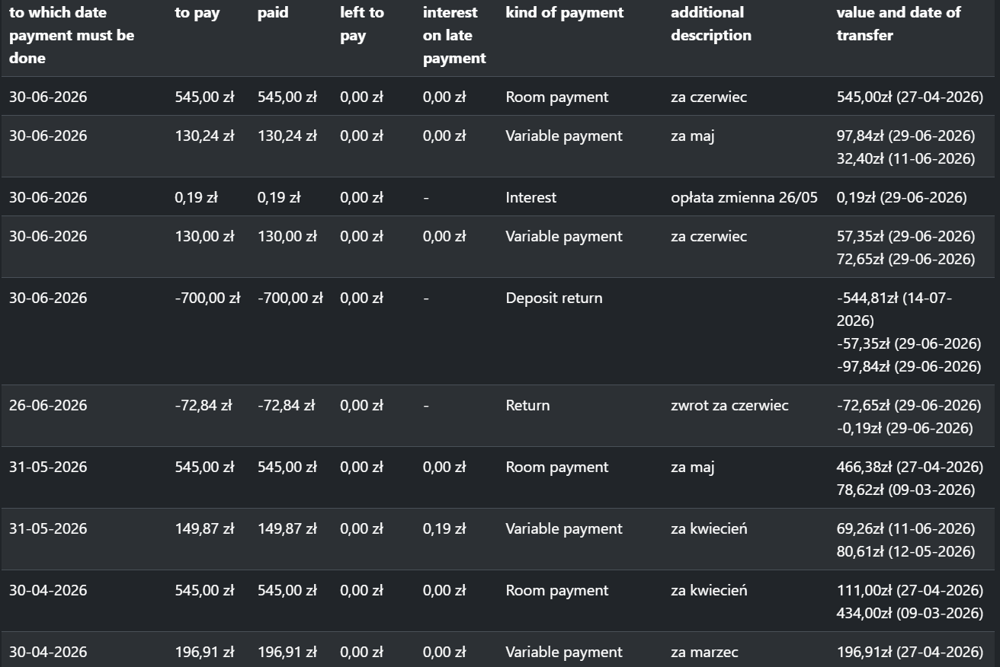 to which date payment must be done | to pay | paid | left to pay | interest on late payment | kind of payment | additional description | value and date of transfer
30-06-2026 | 545,00 zł | 545,00 zł | 0,00 zł | 0,00 zł | Room payment | za czerwiec | 545,00zł (27-04-2026)
30-06-2026 | 130,24 zł | 130,24 zł | 0,00 zł | 0,00 zł | Variable payment | za maj | 97,84zł (29-06-2026)
32,40zł (11-06-2026)
30-06-2026 | 0,19 zł | 0,19 zł | 0,00 zł | - | Interest | opłata zmienna 26/05 | 0,19zł (29-06-2026)
30-06-2026 | 130,00 zł | 130,00 zł | 0,00 zł | 0,00 zł | Variable payment | za czerwiec | 57,35zł (29-06-2026)
72,65zł (29-06-2026)
30-06-2026 | -700,00 zł | -700,00 zł | 0,00 zł | - | Deposit return | -544,81zł (14-07-
2026)
-57,35zł (29-06-2026)
-97,84zł (29-06-2026)
26-06-2026 | -72,84 zł | -72,84 zł | 0,00 zł | - | Return | zwrot za czerwiec | -72,65zł (29-06-2026)
-0,19zł (29-06-2026)
31-05-2026 | 545,00 zł | 545,00 zł | 0,00 zł | 0,00 zł | Room payment | za maj | 466,38zł (27-04-2026)
78,62zł (09-03-2026)
31-05-2026 | 149,87 zł | 149,87 zł | 0,00 zł | 0,19 zł | Variable payment | za kwiecień | 69,26zł (11-06-2026)
80,61zł (12-05-2026)
30-04-2026 | 545,00 zł | 545,00 zł | 0,00 zł | 0,00 zł | Room payment | za kwiecień | 111,00zł (27-04-2026)
434,00zł (09-03-2026)
30-04-2026 | 196,91 zł | 196,91 zł | 0,00 zł | 0,00 zł | Variable payment | za marzec | 196,91zł (27-04-2026)